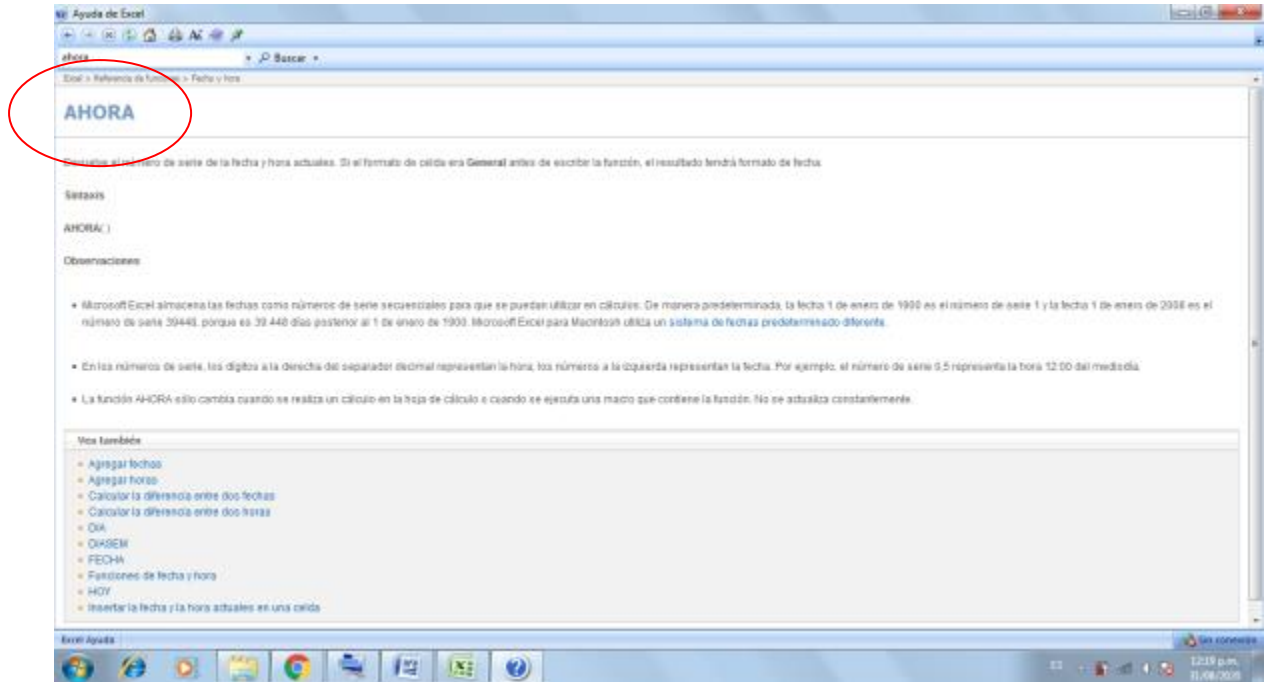 Ayuda de Excel
ahora
Buscar
Excel > Referencia de funciones > Fecha y hora
AHORA
Devuelve el número de serie de la fecha y hora actuales. Si el formato de celda era General antes de escribir la función, el resultado tendrá formato de fecha.
Sintaxis
AHORA( )
Observaciones
• Microsoft Excel almacena las fechas como números de serie secuenciales para que se puedan utilizar en cálculos. De manera predeterminada, la fecha 1 de enero de 1900 es el número de serie 1 y la fecha 1 de enero de 2008 es el
número de serie 39448, porque es 39.448 días posterior al 1 de enero de 1900. Microsoft Excel para Macintosh utiliza un sistema de fechas predeterminado diferente.
• En los números de serie, los dígitos a la derecha del separador decimal representan la hora; los números a la izquierda representan la fecha. Por ejemplo, el número de serie 0,5 representa la hora 12:00 del mediodía.
• La función AHORA sólo cambia cuando se realiza un cálculo en la hoja de cálculo o cuando se ejecuta una macro que contiene la función. No se actualiza constantemente.
Vea también
Agregar fechas
Agregar horas
Calcular la diferencia entre dos fechas
Calcular la diferencia entre dos horas
DIA
DIASEM
FECHA
Funciones de fecha y hora
HOY
Insertar la fecha y la hora actuales en una celda
Excel Ayuda
Sin conexión
ES
12:19 p.m.